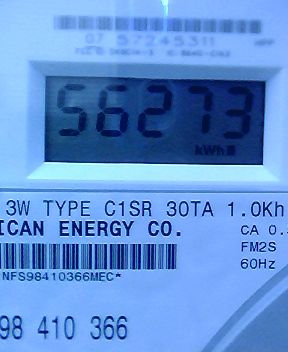 07 57245311
56273
kWh
3W TYPE C1SR 30TA 1.0Kh
ICAN ENERGY CO.
CA 0.
FM2S
60Hz
NFS98410366MEC*
98 410 366